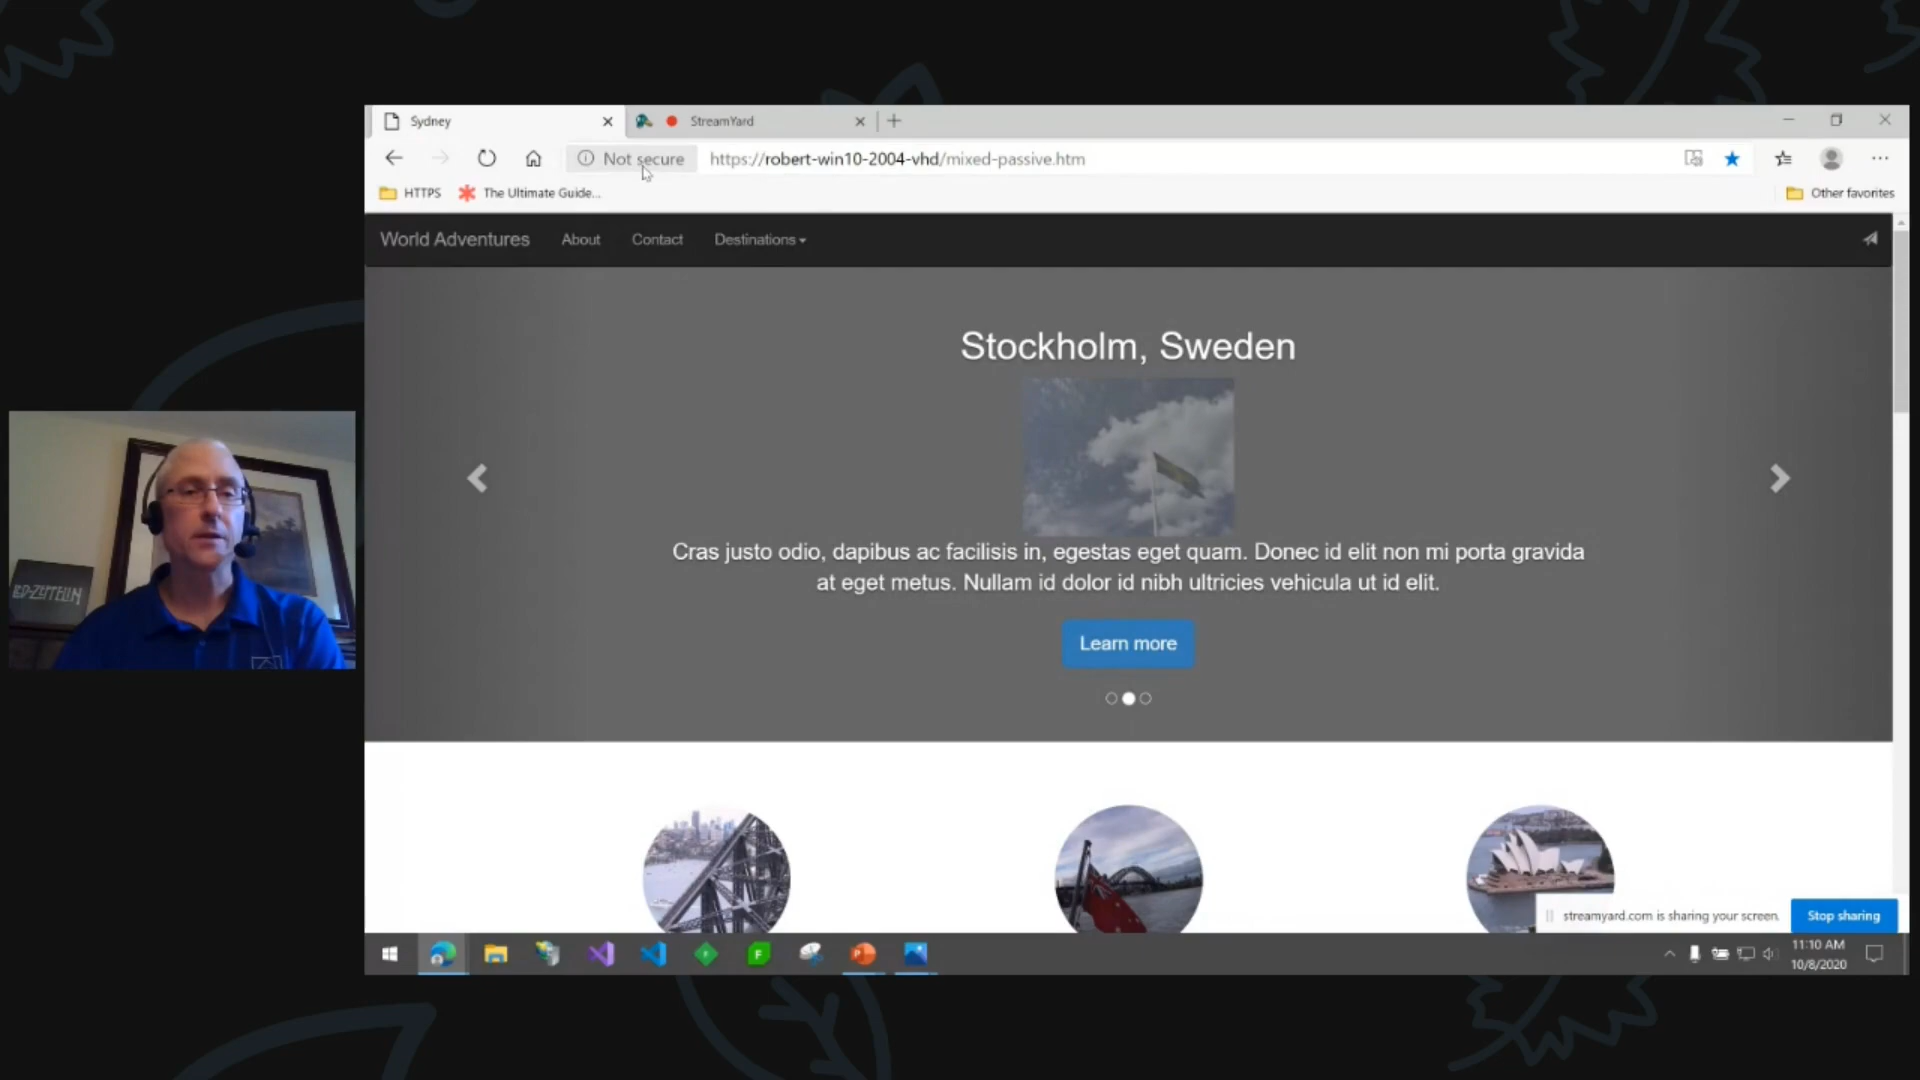 Sydney
StreamYard
Not secure
https://robert-win10-2004-vhd/mixed-passive.htm
HTTPS
The Ultimate Guide...
Other favorites
World Adventures
About
Contact
Destinations
Stockholm, Sweden
Cras justo odio, dapibus ac facilisis in, egestas eget quam. Donec id elit non mi porta gravida
at eget metus. Nullam id dolor id nibh ultricies vehicula ut id elit.
Learn more
ED-ZEPPELIN
streamyard.com is sharing your screen.
Stop sharing
11:10 AM
10/8/2020